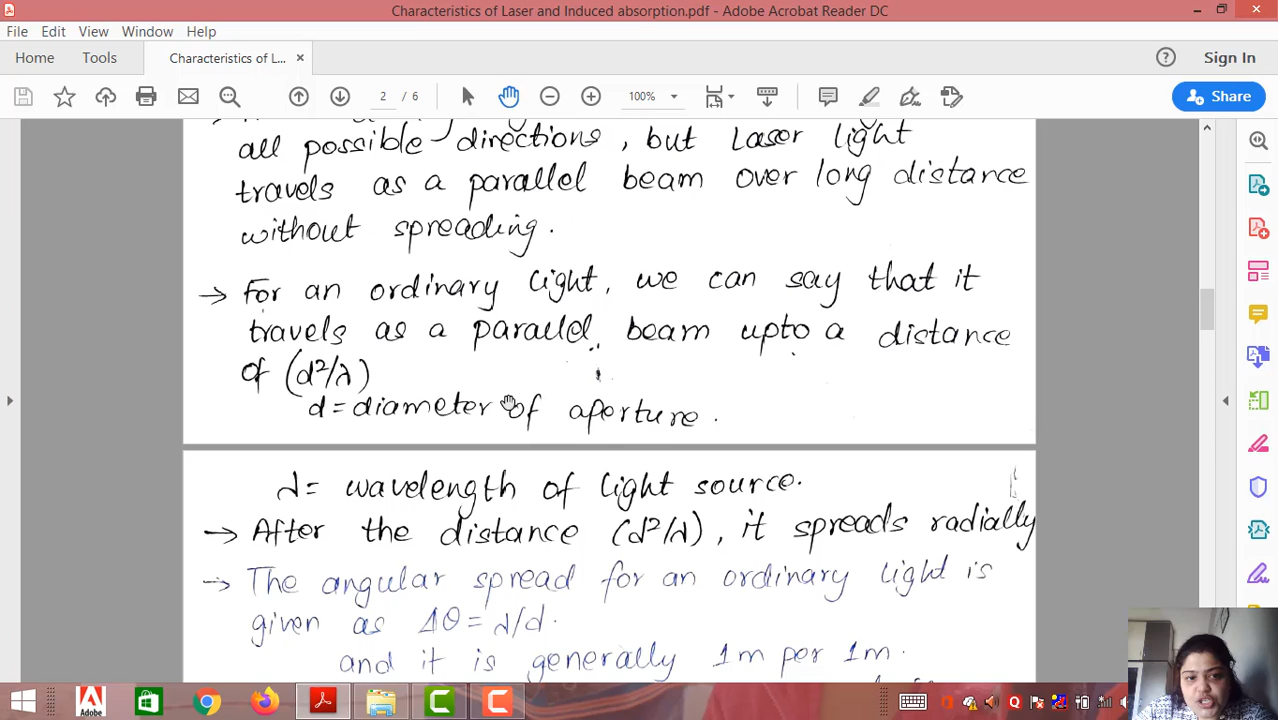 Characteristics of Laser and Induced absorption.pdf - Adobe Acrobat Reader DC
File Edit View Window Help
Home Tools Characteristics of L... × ? Sign In
2 / 6 100% Share
all possible directions, but Laser light
travels as a parallel beam over long distance
without spreading.
→ For an ordinary light, we can say that it
travels as a parallel beam upto a distance
of (d²/λ)
d = diameter of aperture.
λ = wavelength of light source.
→ After the distance (d²/λ), it spreads radially
→ The angular spread for an ordinary light is
given as Δθ = λ/d.
and it is generally 1m per 1m.
Adobe